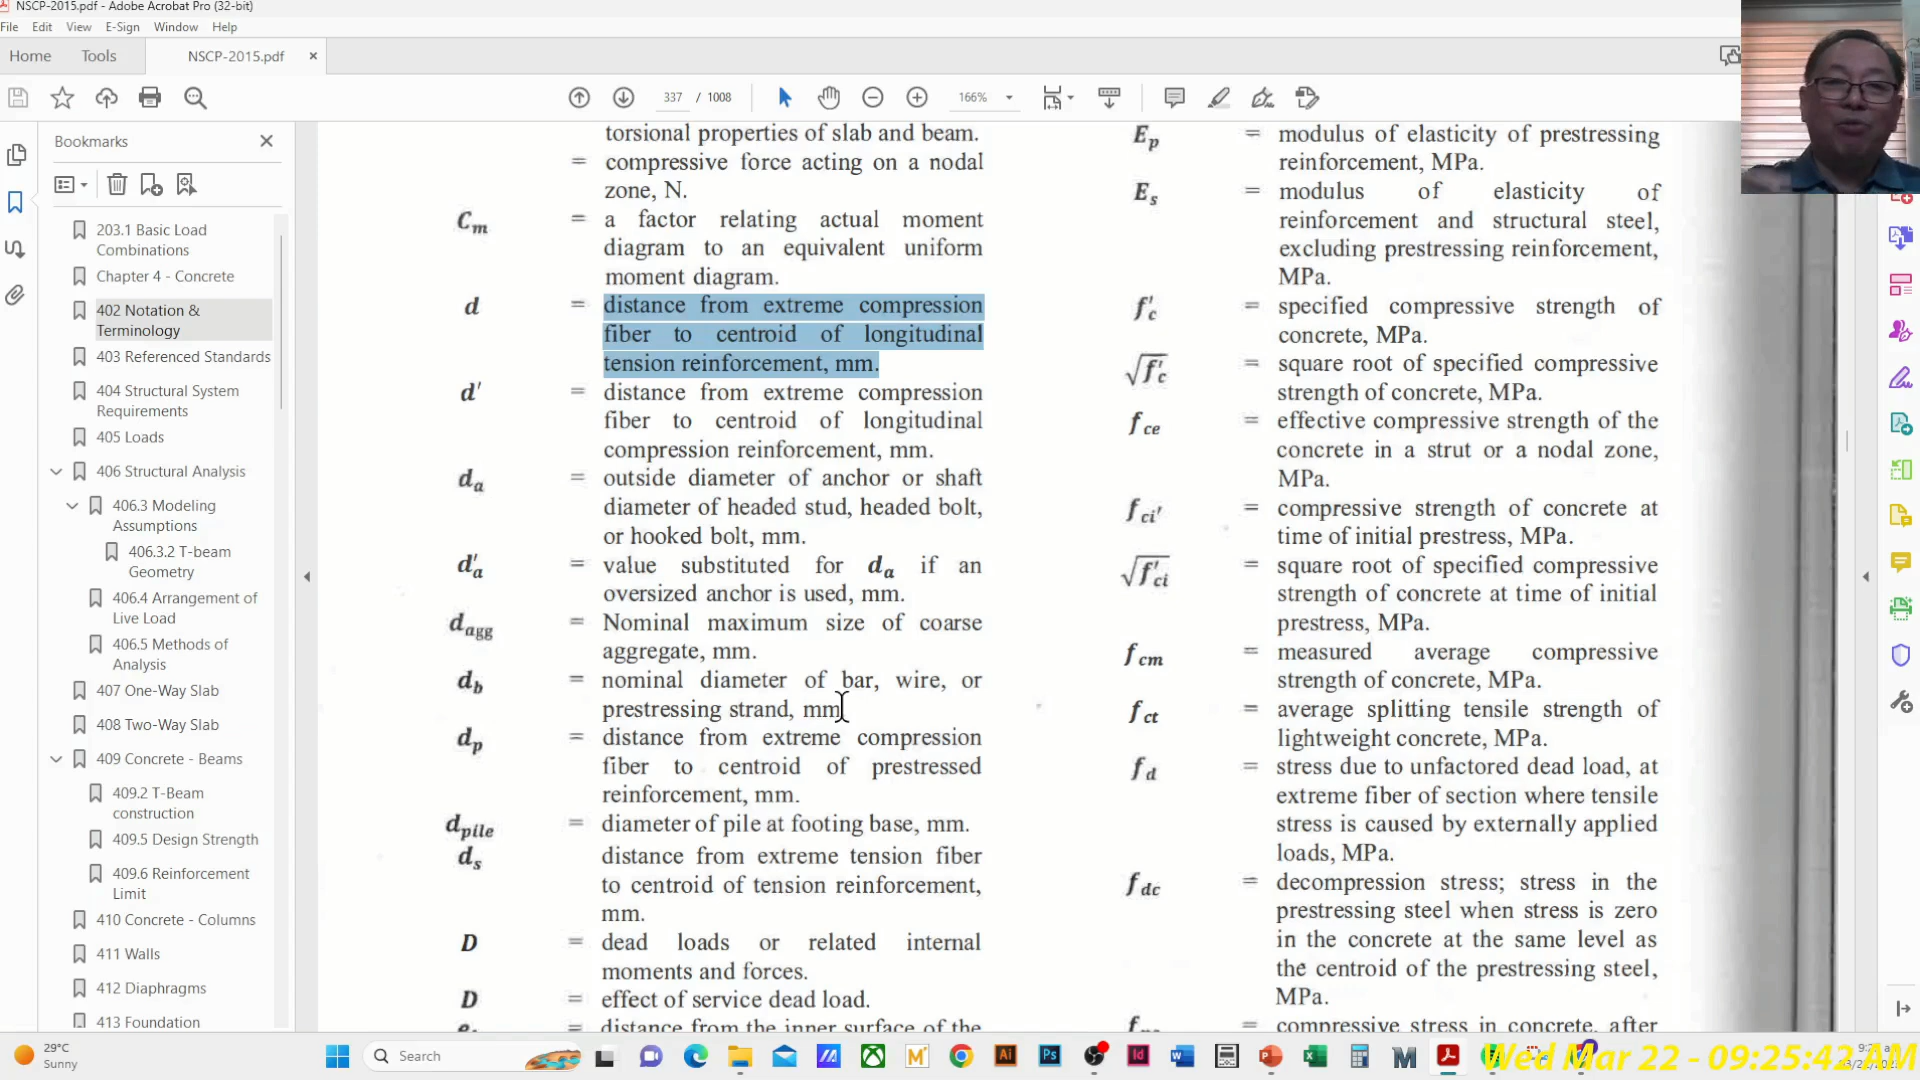 NSCP-2015.pdf - Adobe Acrobat Pro (32-bit)
File Edit View E-Sign Window Help
Home Tools NSCP-2015.pdf ×
337 / 1008 166%
Bookmarks
203.1 Basic Load
Combinations
Chapter 4 - Concrete
402 Notation &
Terminology
403 Referenced Standards
404 Structural System
Requirements
405 Loads
406 Structural Analysis
406.3 Modeling
Assumptions
406.3.2 T-beam
Geometry
406.4 Arrangement of
Live Load
406.5 Methods of
Analysis
407 One-Way Slab
408 Two-Way Slab
409 Concrete - Beams
409.2 T-Beam
construction
409.5 Design Strength
409.6 Reinforcement
Limit
410 Concrete - Columns
411 Walls
412 Diaphragms
413 Foundation
torsional properties of slab and beam.
= compressive force acting on a nodal
zone, N.
Cm = a factor relating actual moment
diagram to an equivalent uniform
moment diagram.
d = distance from extreme compression
fiber to centroid of longitudinal
tension reinforcement, mm.
d′ = distance from extreme compression
fiber to centroid of longitudinal
compression reinforcement, mm.
da = outside diameter of anchor or shaft
diameter of headed stud, headed bolt,
or hooked bolt, mm.
d′a = value substituted for da if an
oversized anchor is used, mm.
dagg = Nominal maximum size of coarse
aggregate, mm.
db = nominal diameter of bar, wire, or
prestressing strand, mm
dp = distance from extreme compression
fiber to centroid of prestressed
reinforcement, mm.
dpile = diameter of pile at footing base, mm.
ds distance from extreme tension fiber
to centroid of tension reinforcement,
mm.
D = dead loads or related internal
moments and forces.
D = effect of service dead load.
= distance from the inner surface of the
Ep = modulus of elasticity of prestressing
reinforcement, MPa.
Es = modulus of elasticity of
reinforcement and structural steel,
excluding prestressing reinforcement,
MPa.
f′c = specified compressive strength of
concrete, MPa.
√f′c = square root of specified compressive
strength of concrete, MPa.
fce = effective compressive strength of the
concrete in a strut or a nodal zone,
MPa.
fci′ = compressive strength of concrete at
time of initial prestress, MPa.
√f′ci = square root of specified compressive
strength of concrete at time of initial
prestress, MPa.
fcm = measured average compressive
strength of concrete, MPa.
fct = average splitting tensile strength of
lightweight concrete, MPa.
fd = stress due to unfactored dead load, at
extreme fiber of section where tensile
stress is caused by externally applied
loads, MPa.
fdc = decompression stress; stress in the
prestressing steel when stress is zero
in the concrete at the same level as
the centroid of the prestressing steel,
MPa.
= compressive stress in concrete, after
29°C
Sunny
Search
Wed Mar 22 - 09:25:42 AM